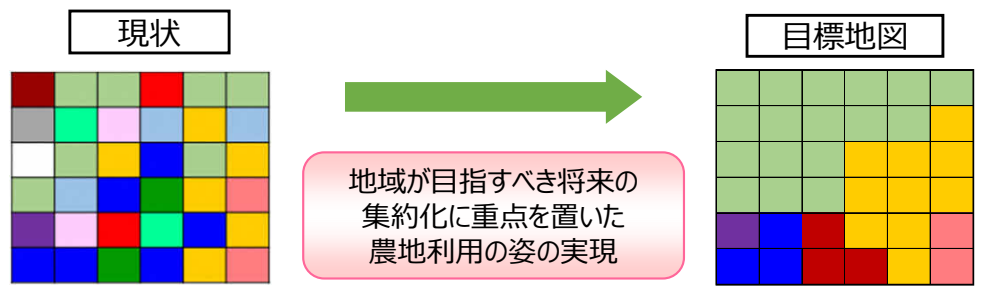 現状
目標地図
地域が目指すべき将来の
集約化に重点を置いた
農地利用の姿の実現